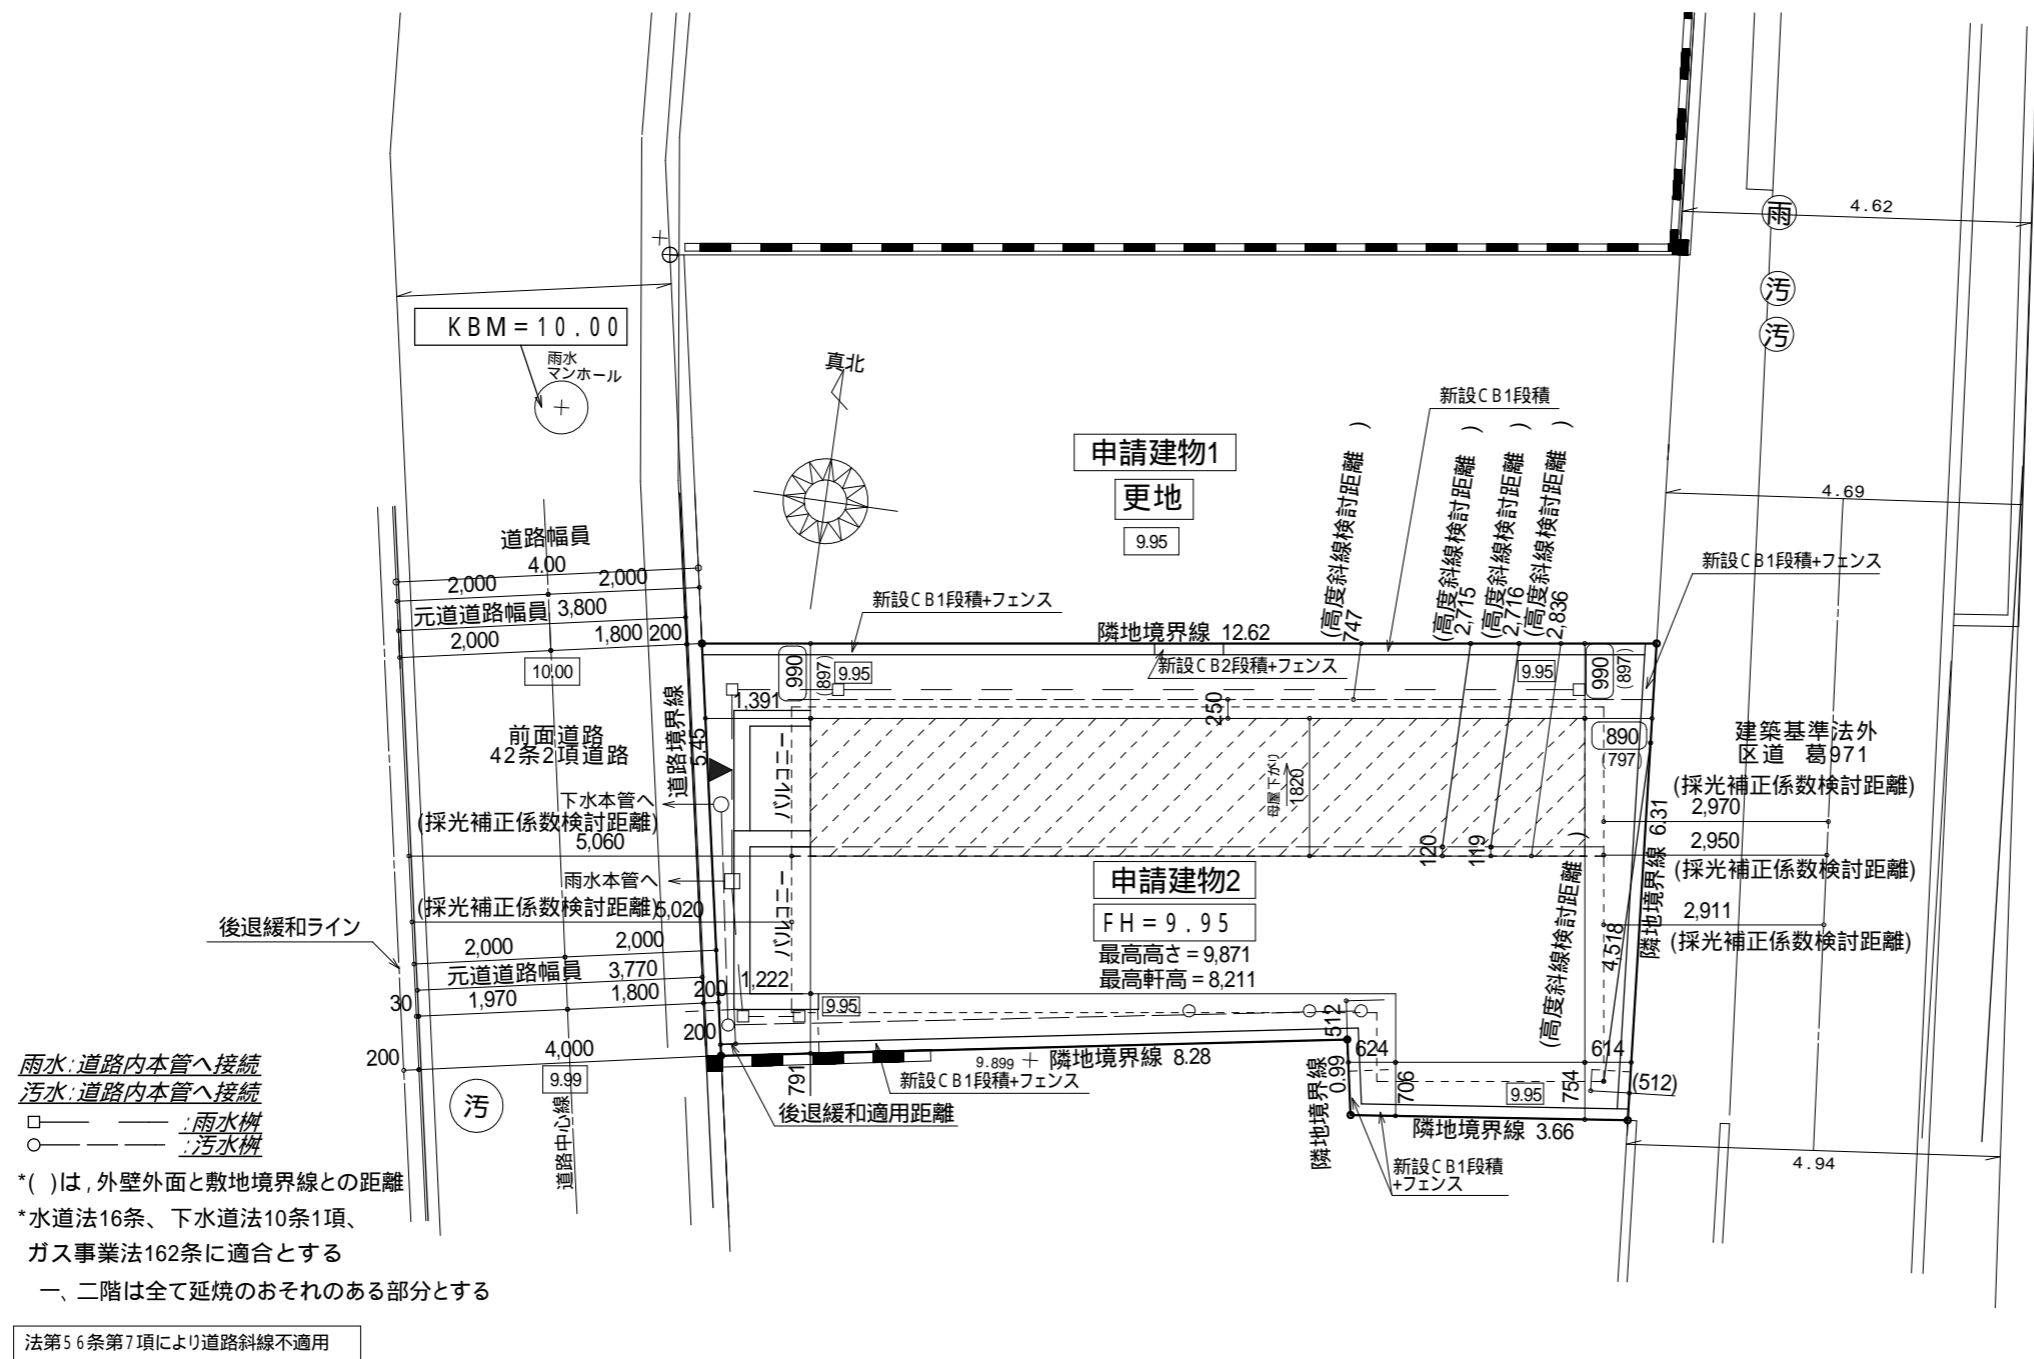 雨
4.62
汚
汚
KBM=10.00
雨水
マンホール
真北
新設CB1段積
申請建物1
更地
9.95
(高度斜線検討距離 )
747
(高度斜線検討距離 )
2,715
(高度斜線検討距離 )
2,716
(高度斜線検討距離 )
2,836
4.69
新設CB1段積+フェンス
道路幅員
4.00
2,000
2,000
元道道路幅員 3,800
2,000
1,800
200
10.00
新設CB1段積+フェンス
隣地境界線 12.62
新設CB2段積+フェンス
990
(897)
9.95
9.95
990
(897)
1,391
250
道路境界線
5.45
前面道路
42条2項道路
バルコニー
母屋下がり
1820
890
(797)
建築基準法外
区道 葛971
(採光補正係数検討距離)
2,970
2,950
(採光補正係数検討距離)
2,911
(採光補正係数検討距離)
隣地境界線 6.31
下水本管へ
(採光補正係数検討距離)
5,060
雨水本管へ
(採光補正係数検討距離)
5,020
120
119
申請建物2
FH=9.95
最高高さ=9,871
最高軒高=8,211
バルコニー
(高度斜線検討距離 )
4,518
後退緩和ライン
2,000
2,000
元道道路幅員 3,770
1,970
1,800
200
30
1,222
9.95
200
200
4,000
9.99
道路中心線
汚
791
9.899
隣地境界線 8.28
新設CB1段積+フェンス
後退緩和適用距離
512
624
614
隣地境界線
0.99
706
754
9.95
(512)
隣地境界線 3.66
新設CB1段積
+フェンス
4.94
雨水:道路内本管へ接続
汚水:道路内本管へ接続
:雨水桝
:汚水桝
*( )は,外壁外面と敷地境界線との距離
*水道法16条、下水道法10条1項、
ガス事業法162条に適合とする
一、二階は全て延焼のおそれのある部分とする
法第56条第7項により道路斜線不適用